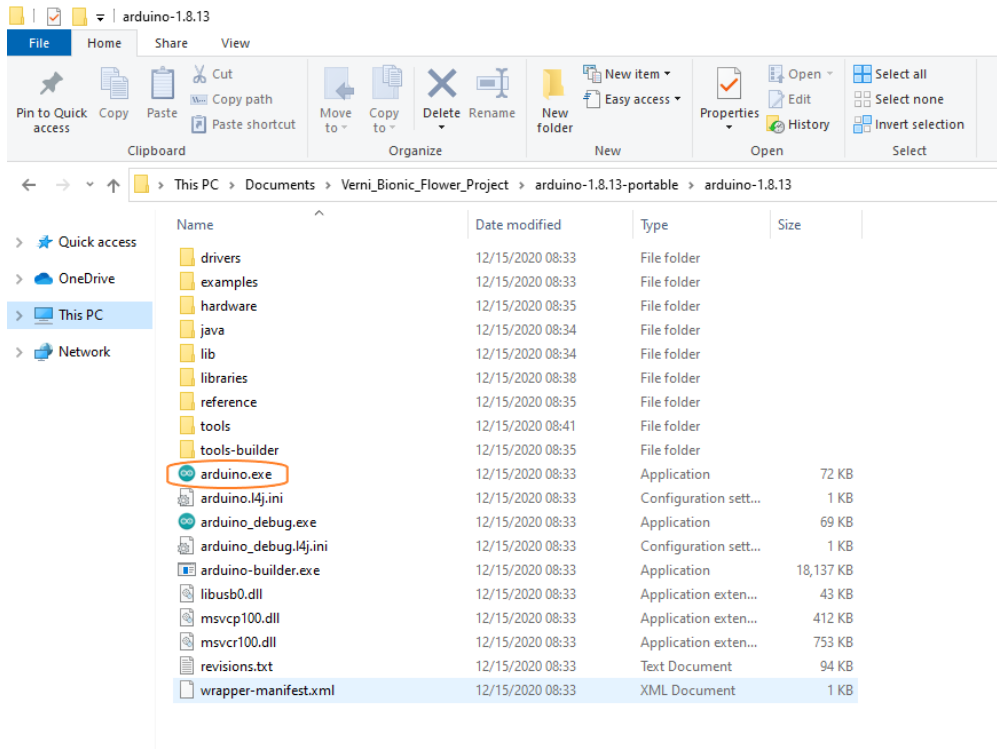 arduino-1.8.13
File Home Share View
Pin to Quick access
Copy
Paste
Cut
Copy path
Paste shortcut
Clipboard
Move to
Copy to
Delete
Rename
Organize
New folder
New item
Easy access
New
Properties
Open
Edit
History
Open
Select all
Select none
Invert selection
Select
This PC > Documents > Verni_Bionic_Flower_Project > arduino-1.8.13-portable > arduino-1.8.13
Quick access
OneDrive
This PC
Network
Name Date modified Type Size
drivers 12/15/2020 08:33 File folder
examples 12/15/2020 08:33 File folder
hardware 12/15/2020 08:35 File folder
java 12/15/2020 08:34 File folder
lib 12/15/2020 08:34 File folder
libraries 12/15/2020 08:38 File folder
reference 12/15/2020 08:35 File folder
tools 12/15/2020 08:41 File folder
tools-builder 12/15/2020 08:35 File folder
arduino.exe 12/15/2020 08:33 Application 72 KB
arduino.l4j.ini 12/15/2020 08:33 Configuration sett... 1 KB
arduino_debug.exe 12/15/2020 08:33 Application 69 KB
arduino_debug.l4j.ini 12/15/2020 08:33 Configuration sett... 1 KB
arduino-builder.exe 12/15/2020 08:33 Application 18,137 KB
libusb0.dll 12/15/2020 08:33 Application exten... 43 KB
msvcp100.dll 12/15/2020 08:33 Application exten... 412 KB
msvcr100.dll 12/15/2020 08:33 Application exten... 753 KB
revisions.txt 12/15/2020 08:33 Text Document 94 KB
wrapper-manifest.xml 12/15/2020 08:33 XML Document 1 KB